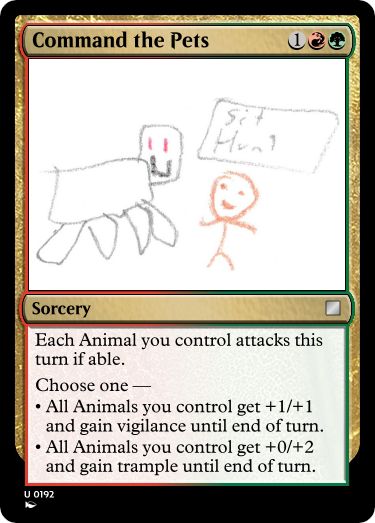 Command the Pets 1
Sit
Hunt
Sorcery
Each Animal you control attacks this
turn if able.
Choose one —
• All Animals you control get +1/+1
and gain vigilance until end of turn.
• All Animals you control get +0/+2
and gain trample until end of turn.
U 0192